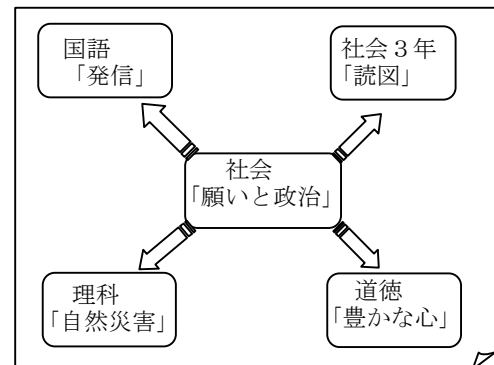 国語
「発信」
社会３年
「読図」
社会
「願いと政治」
理科
「自然災害」
道徳
「豊かな心」